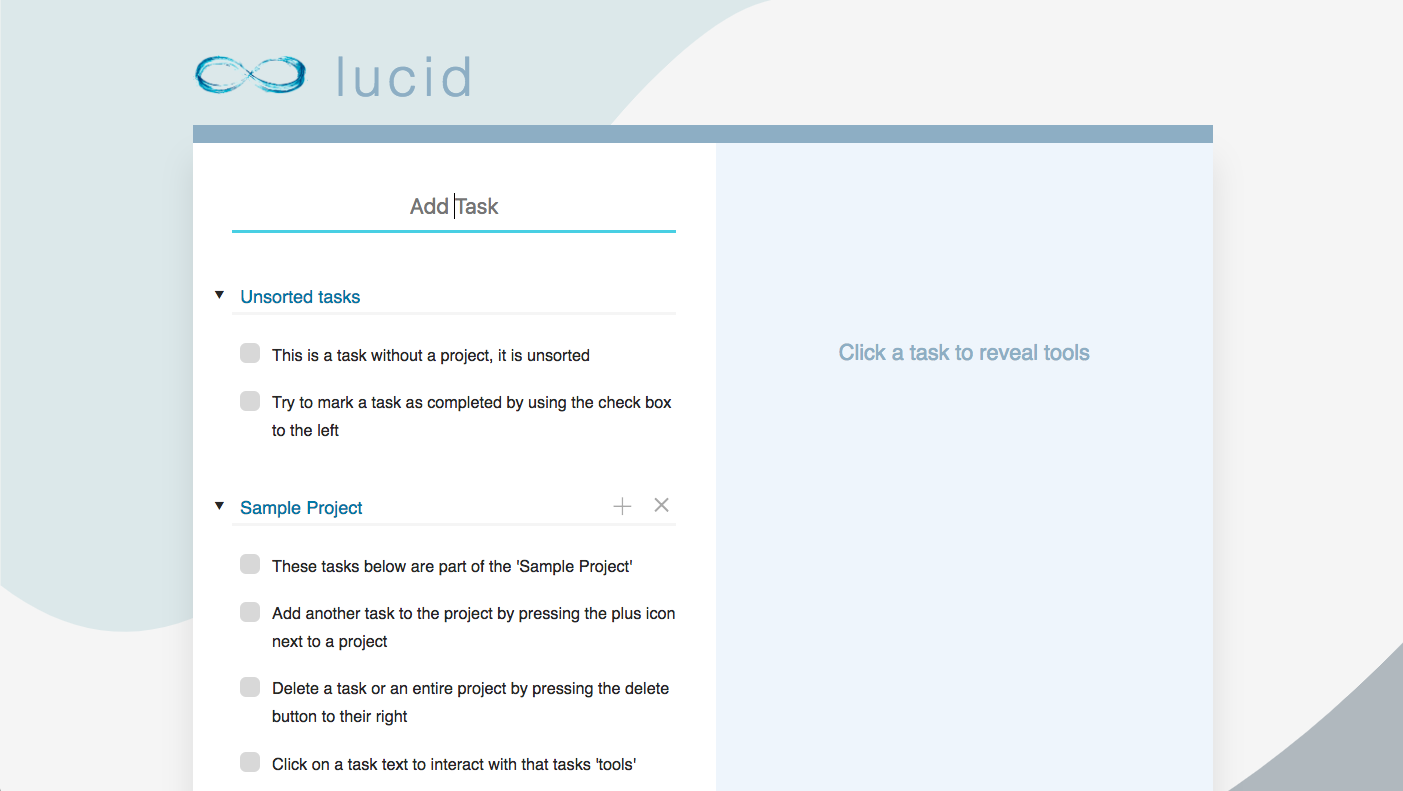 lucid
Add Task
Unsorted tasks
This is a task without a project, it is unsorted
Try to mark a task as completed by using the check box
to the left
Sample Project
These tasks below are part of the 'Sample Project'
Add another task to the project by pressing the plus icon
next to a project
Delete a task or an entire project by pressing the delete
button to their right
Click on a task text to interact with that tasks 'tools'
Click a task to reveal tools